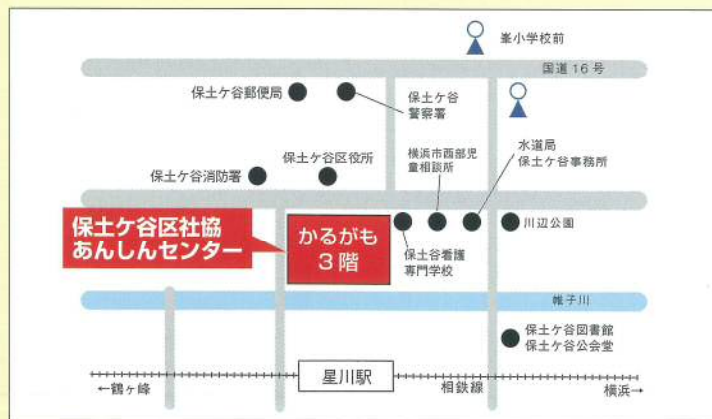 峯小学校前
国道16号
保土ケ谷郵便局
保土ケ谷
警察署
保土ケ谷消防署
保土ケ谷区役所
横浜市西部児
童相談所
水道局
保土ケ谷事務所
保土ケ谷区社協
あんしんセンター
かるがも
3階
保土谷看護
専門学校
川辺公園
帷子川
保土ケ谷図書館
保土ケ谷公会堂
星川駅
←鶴ヶ峰
相鉄線
横浜→